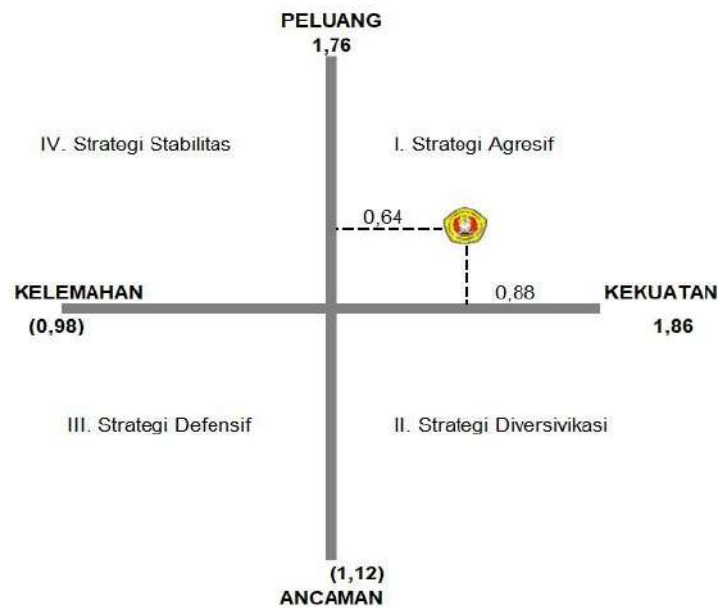 PELUANG
1,76
IV. Strategi Stabilitas
I. Strategi Agresif
0,64
KELEMAHAN
0,88
KEKUATAN
(0,98)
1,86
III. Strategi Defensif
II. Strategi Diversivikasi
(1,12)
ANCAMAN